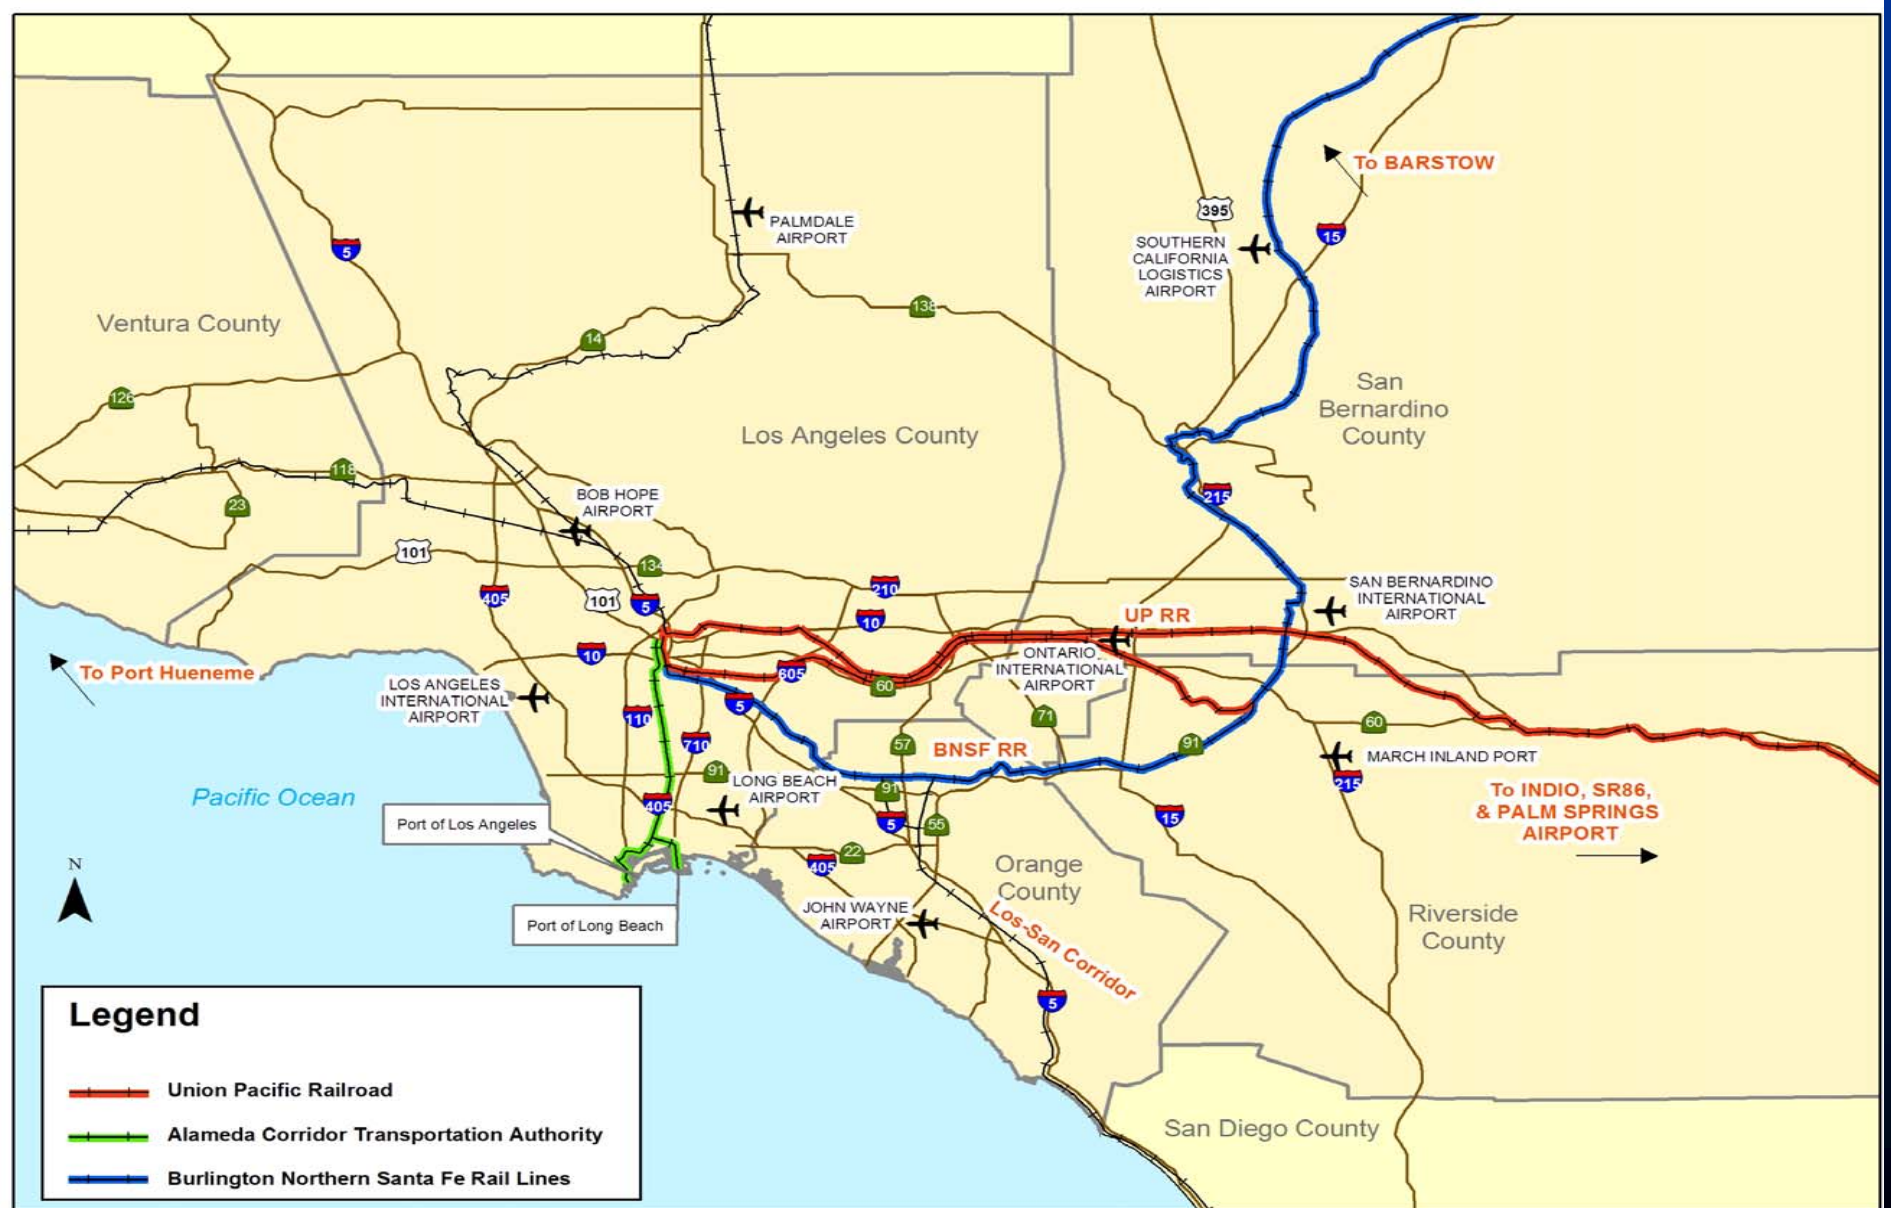 395
To BARSTOW
15
PALMDALE
AIRPORT
5
SOUTHERN
CALIFORNIA
LOGISTICS
AIRPORT
Ventura County
138
14
126
San
Bernardino
County
Los Angeles County
118
23
BOB HOPE
AIRPORT
215
101
134
405
101
5
210
10
SAN BERNARDINO
INTERNATIONAL
AIRPORT
UP RR
10
605
60
ONTARIO
INTERNATIONAL
AIRPORT
To Port Hueneme
LOS ANGELES
INTERNATIONAL
AIRPORT
5
110
710
57
71
60
BNSF RR
91
MARCH INLAND PORT
215
91
LONG BEACH
AIRPORT
91
Pacific Ocean
405
Port of Los Angeles
5
55
15
To INDIO, SR86,
& PALM SPRINGS
AIRPORT
N
405
22
Orange
County
JOHN WAYNE
AIRPORT
Los-San Corridor
Port of Long Beach
Riverside
County
5
San Diego County
Legend
Union Pacific Railroad
Alameda Corridor Transportation Authority
Burlington Northern Santa Fe Rail Lines